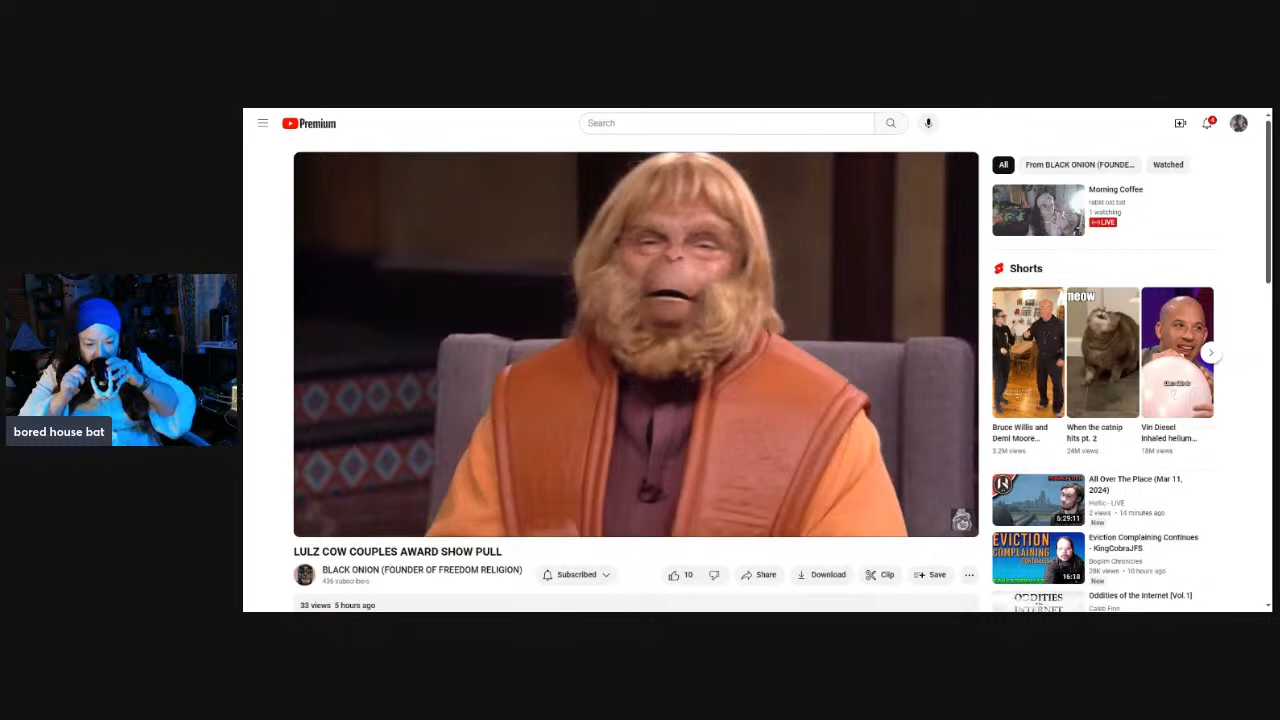 Premium
Search
4
All
From BLACK ONION (FOUNDE...
Watched
Morning Coffee
rabid old bat
1 watching
LIVE
Shorts
meow
Bruce Willis and
Demi Moore...
3.2M views
When the catnip
hits pt. 2
24M views
Vin Diesel
Inhaled helium...
18M views
bored house bat
All Over The Place (Mar 11,
2024)
LIVE
2 views • 14 minutes ago
New
5:29:11
EVICTION
COMPLAINING
CONTINUES
16:18
Eviction Complaining Continues
- KingCobraJFS
28K views • 10 hours ago
New
ODDITIES
INTERNET
Oddities of the Internet [Vol.1]
Caleb Finn
LULZ COW COUPLES AWARD SHOW PULL
BLACK ONION (FOUNDER OF FREEDOM RELIGION)
436 subscribers
Subscribed
10
Share
Download
Clip
Save
33 views 5 hours ago